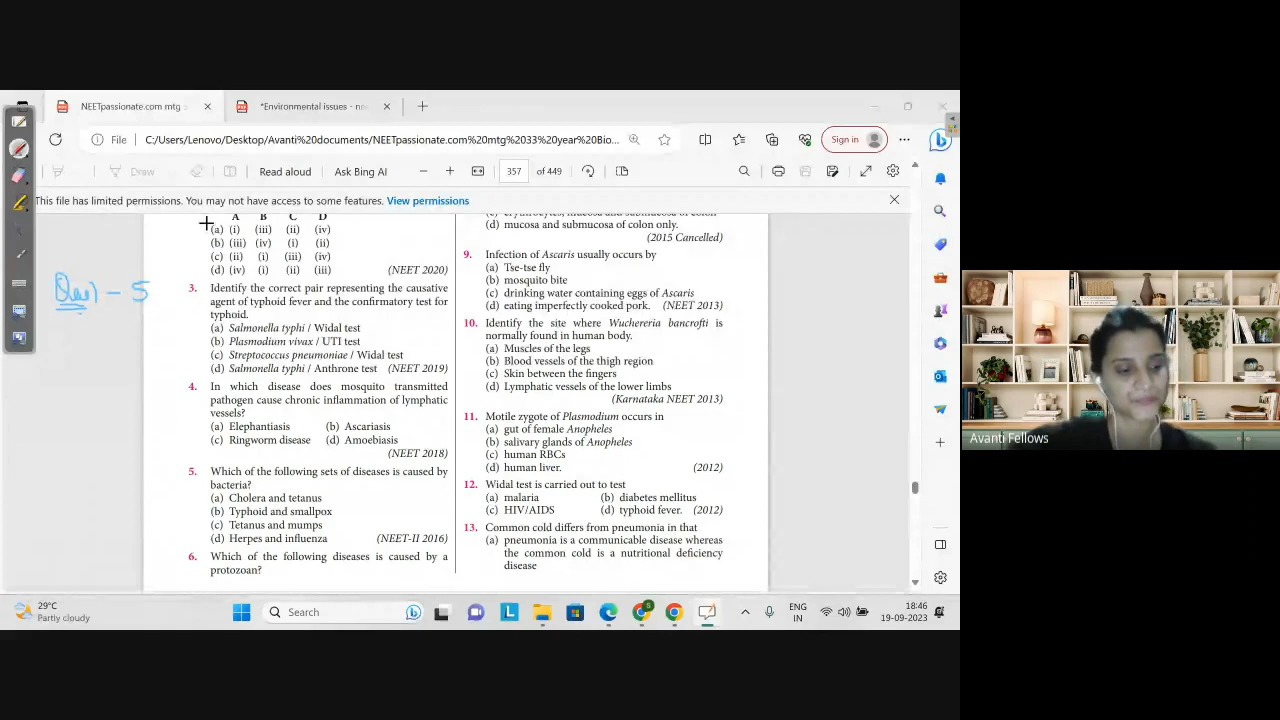 NEETpassionate.com mtg
*Environmental issues - ne
File
C:/Users/Lenovo/Desktop/Avanti%20documents/NEETpassionate.com%20mtg%2033%20year%20Bio...
Sign in
Draw
Read aloud
Ask Bing AI
357
of 449
This file has limited permissions. You may not have access to some features. View permissions
A B C D
(a) (i) (iii) (ii) (iv)
(b) (iii) (iv) (i) (ii)
(c) (ii) (i) (iii) (iv)
(d) (iv) (i) (ii) (iii) (NEET 2020)
3. Identify the correct pair representing the causative
agent of typhoid fever and the confirmatory test for
typhoid.
(a) Salmonella typhi / Widal test
(b) Plasmodium vivax / UTI test
(c) Streptococcus pneumoniae / Widal test
(d) Salmonella typhi / Anthrone test (NEET 2019)
4. In which disease does mosquito transmitted
pathogen cause chronic inflammation of lymphatic
vessels?
(a) Elephantiasis (b) Ascariasis
(c) Ringworm disease (d) Amoebiasis
(NEET 2018)
5. Which of the following sets of diseases is caused by
bacteria?
(a) Cholera and tetanus
(b) Typhoid and smallpox
(c) Tetanus and mumps
(d) Herpes and influenza (NEET-II 2016)
6. Which of the following diseases is caused by a
protozoan?
(c) erythrocytes, mucosa and submucosa of colon
(d) mucosa and submucosa of colon only.
(2015 Cancelled)
9. Infection of Ascaris usually occurs by
(a) Tse-tse fly
(b) mosquito bite
(c) drinking water containing eggs of Ascaris
(d) eating imperfectly cooked pork. (NEET 2013)
10. Identify the site where Wuchereria bancrofti is
normally found in human body.
(a) Muscles of the legs
(b) Blood vessels of the thigh region
(c) Skin between the fingers
(d) Lymphatic vessels of the lower limbs
(Karnataka NEET 2013)
11. Motile zygote of Plasmodium occurs in
(a) gut of female Anopheles
(b) salivary glands of Anopheles
(c) human RBCs
(d) human liver. (2012)
12. Widal test is carried out to test
(a) malaria (b) diabetes mellitus
(c) HIV/AIDS (d) typhoid fever. (2012)
13. Common cold differs from pneumonia in that
(a) pneumonia is a communicable disease whereas
the common cold is a nutritional deficiency
disease
- 5
Avanti Fellows
29°C
Partly cloudy
Search
ENG
IN
18:46
19-09-2023